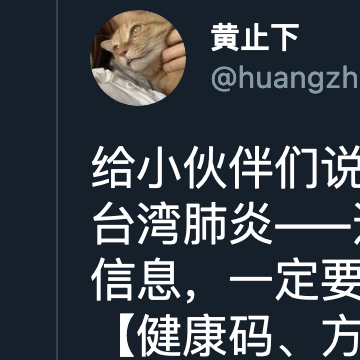 黄止下
@huangzh
给小伙伴们说
台湾肺炎——
信息，一定要
【健康码、方